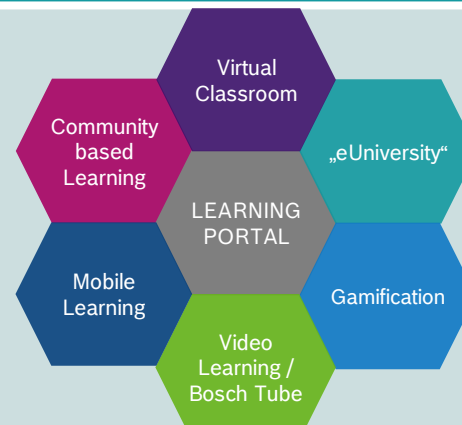 Virtual
Classroom
Community
based
Learning
„eUniversity“
LEARNING
PORTAL
Mobile
Learning
Gamification
Video
Learning /
Bosch Tube